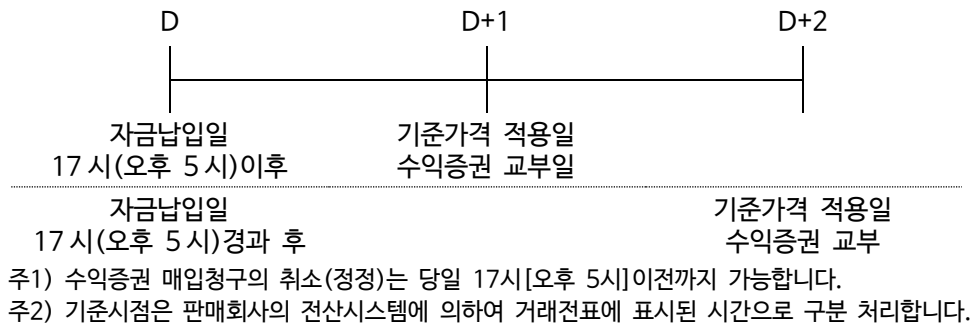 D D+1 D+2
자금납입일 기준가격 적용일
17시(오후 5시)이후 수익증권 교부일
자금납입일 기준가격 적용일
17시(오후 5시)경과 후 수익증권 교부
주1) 수익증권 매입청구의 취소(정정)는 당일 17시[오후 5시]이전까지 가능합니다.
주2) 기준시점은 판매회사의 전산시스템에 의하여 거래전표에 표시된 시간으로 구분 처리합니다.